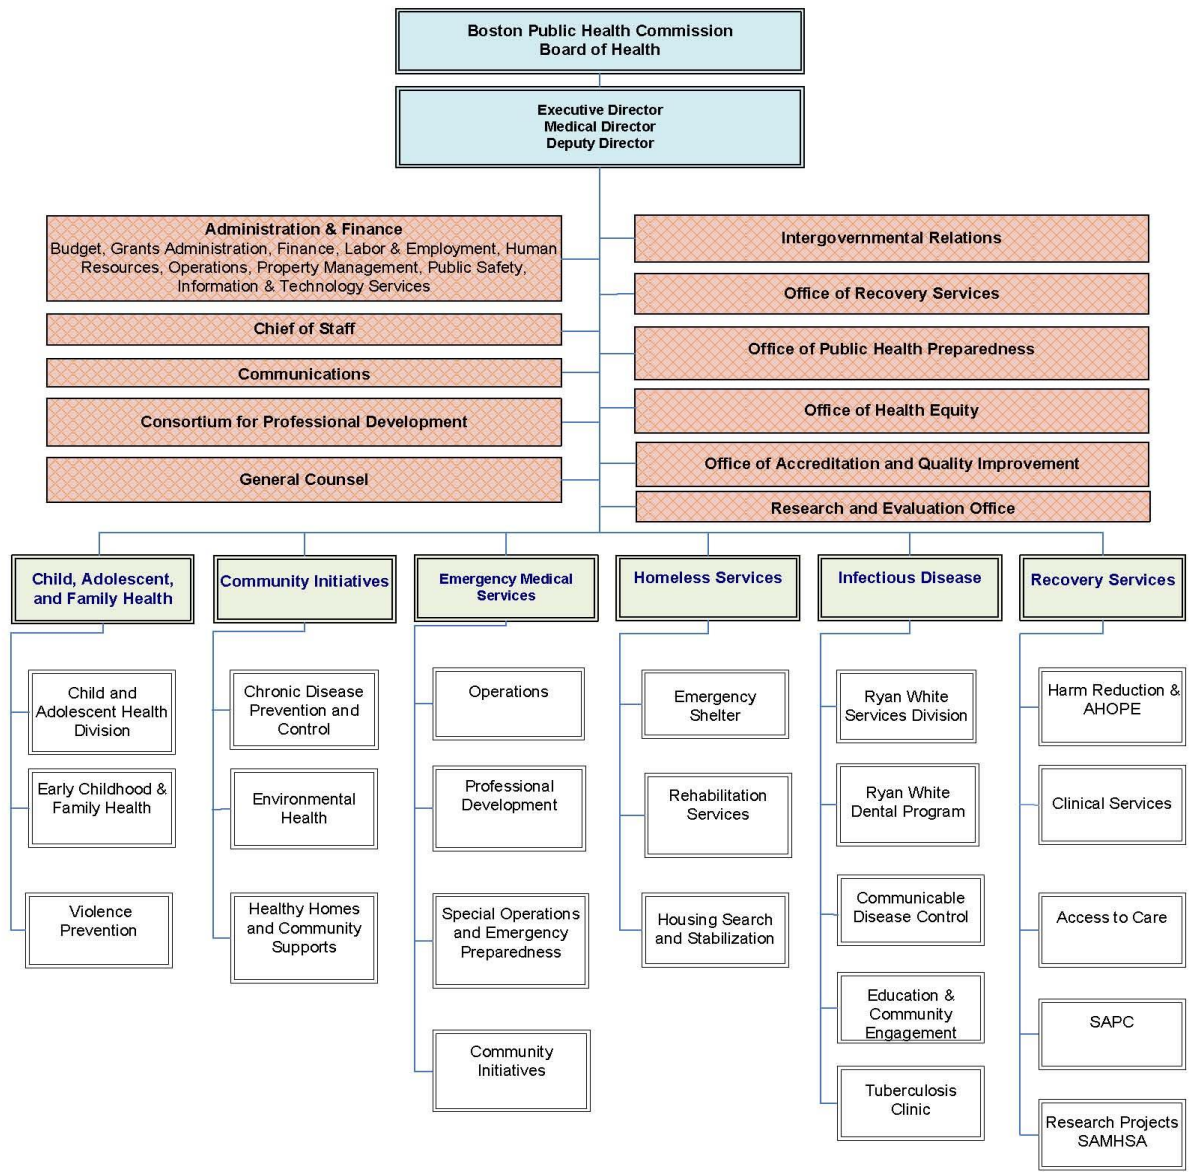 Boston Public Health Commission
Board of Health
Executive Director
Medical Director
Deputy Director
Administration & Finance
Budget, Grants Administration, Finance, Labor & Employment, Human
Resources, Operations, Property Management, Public Safety,
Information & Technology Services
Chief of Staff
Communications
Consortium for Professional Development
General Counsel
Intergovernmental Relations
Office of Recovery Services
Office of Public Health Preparedness
Office of Health Equity
Office of Accreditation and Quality Improvement
Research and Evaluation Office
Child, Adolescent,
and Family Health
Child and
Adolescent Health
Division
Early Childhood &
Family Health
Violence
Prevention
Community Initiatives
Chronic Disease
Prevention and
Control
Environmental
Health
Healthy Homes
and Community
Supports
Emergency Medical
Services
Operations
Professional
Development
Special Operations
and Emergency
Preparedness
Community
Initiatives
Homeless Services
Emergency
Shelter
Rehabilitation
Services
Housing Search
and Stabilization
Infectious Disease
Ryan White
Services Division
Ryan White
Dental Program
Communicable
Disease Control
Education &
Community
Engagement
Tuberculosis
Clinic
Recovery Services
Harm Reduction &
AHOPE
Clinical Services
Access to Care
SAPC
Research Projects
SAMHSA